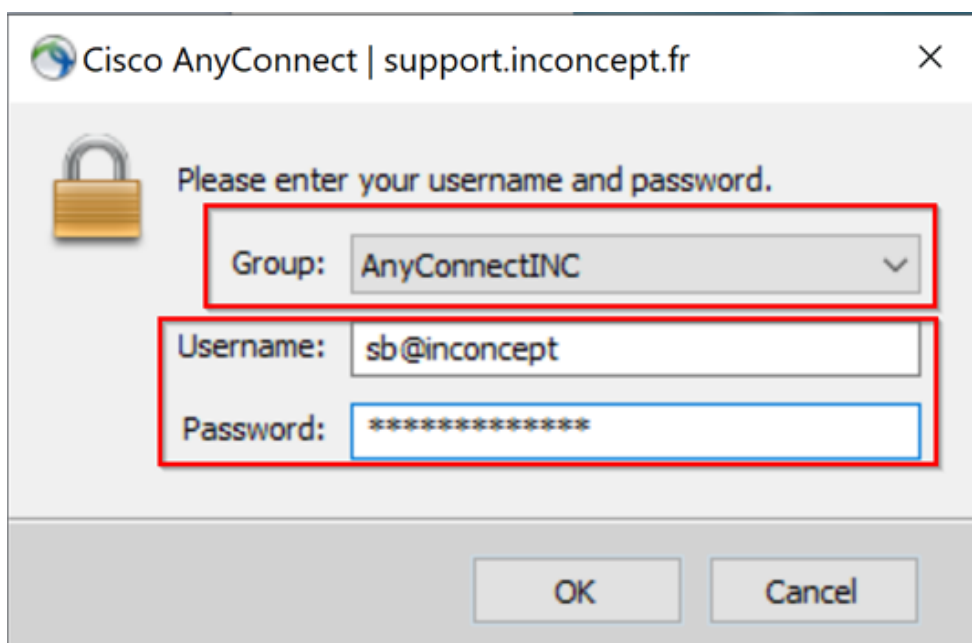 Cisco AnyConnect | support.inconcept.fr
Please enter your username and password.
Group: AnyConnectINC
Username: sb@inconcept
Password: *************
OK Cancel